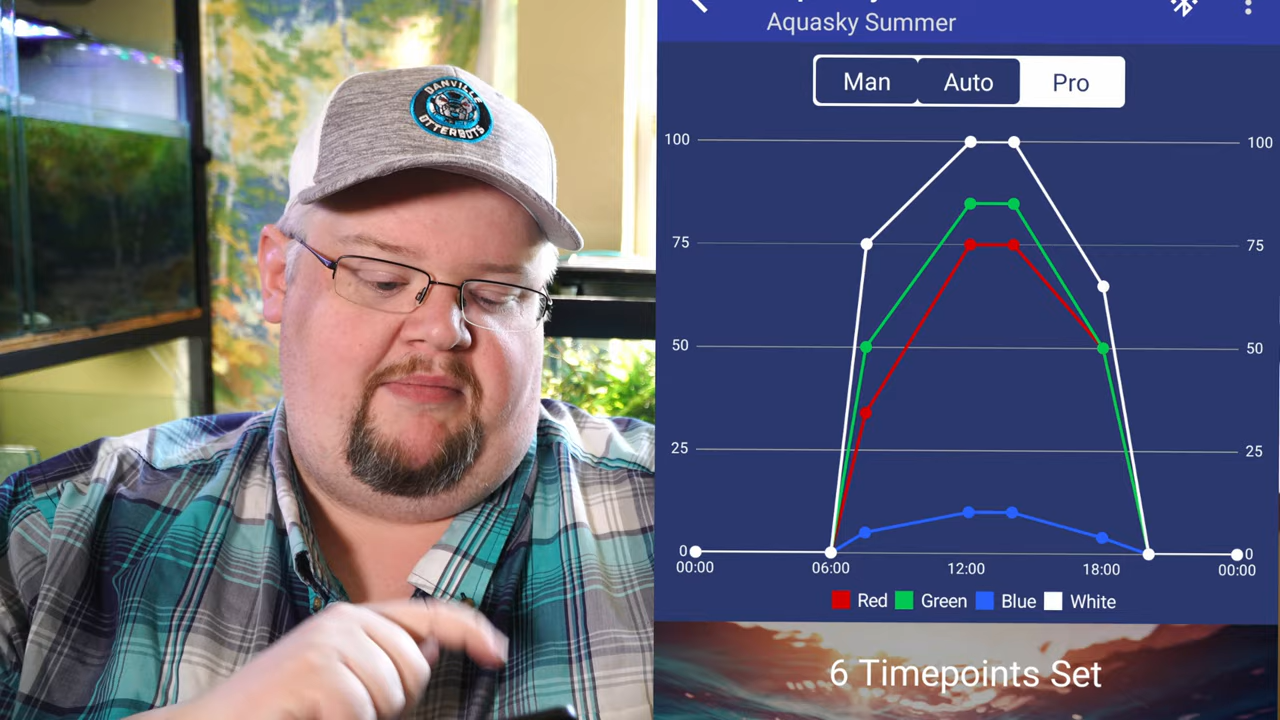 DANVILLE
OTTERBOTS
Aquasky Summer
Man Auto Pro
100 100
75 75
50 50
25 25
0 0
00:00 06:00 12:00 18:00 00:00
Red Green Blue White
6 Timepoints Set